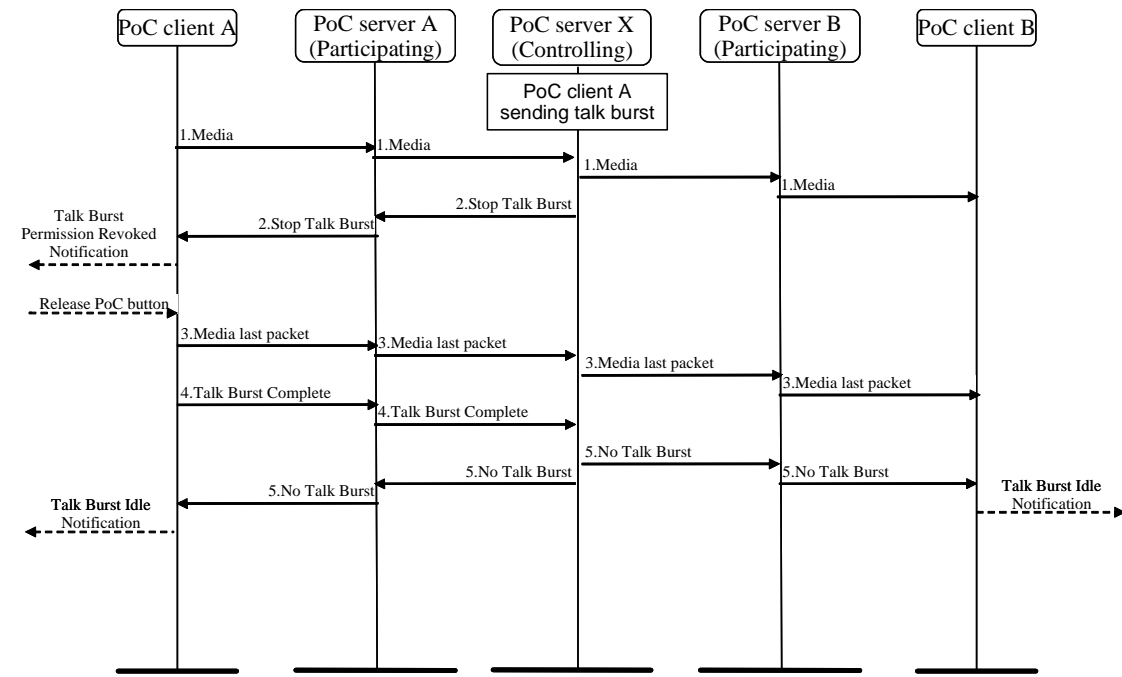 PoC client A
PoC server A
(Participating)
PoC server X
(Controlling)
PoC server B
(Participating)
PoC client B
PoC client A
sending talk burst
1.Media
1.Media
1.Media
1.Media
2.Stop Talk Burst
2.Stop Talk Burst
Talk Burst
Permission Revoked
Notification
Release PoC button
3.Media last packet
3.Media last packet
3.Media last packet
3.Media last packet
4.Talk Burst Complete
4.Talk Burst Complete
5.No Talk Burst
5.No Talk Burst
5.No Talk Burst
5.No Talk Burst
Talk Burst Idle
Notification
Talk Burst Idle
Notification